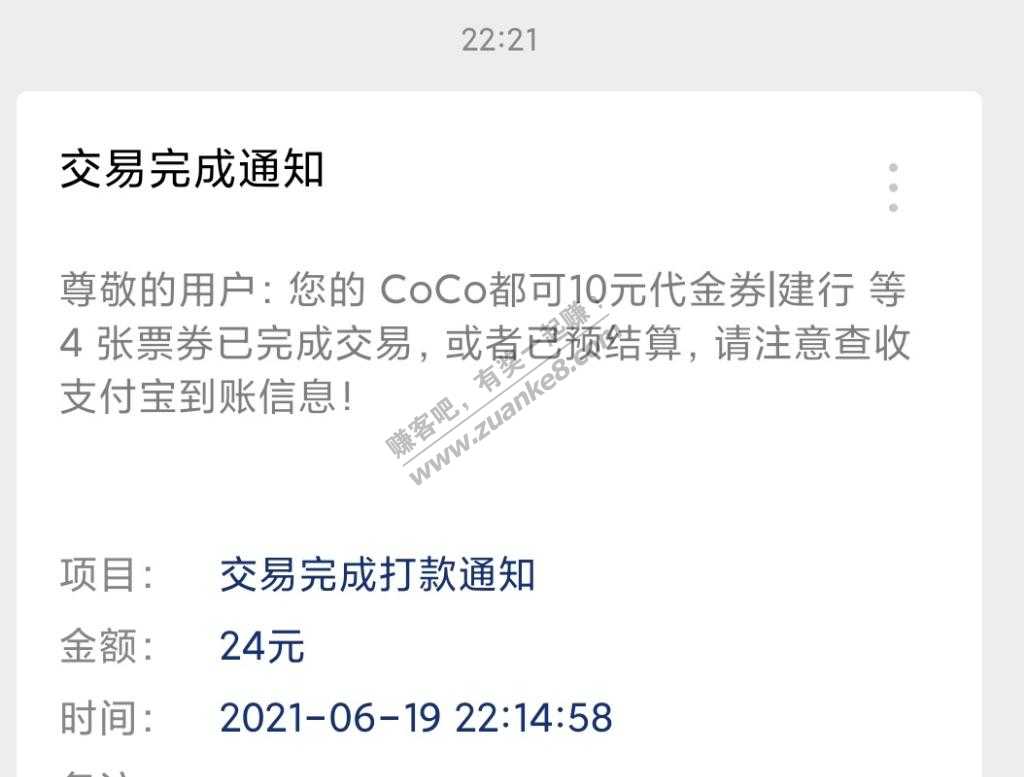 22:21
交易完成通知
尊敬的用户: 您的 CoCo都可10元代金券|建行 等
4 张票券已完成交易, 或者已预结算, 请注意查收
支付宝到账信息!
赚客吧, 有奖一起赚
www.zuanke8.com
项目: 交易完成打款通知
金额: 24元
时间: 2021-06-19 22:14:58